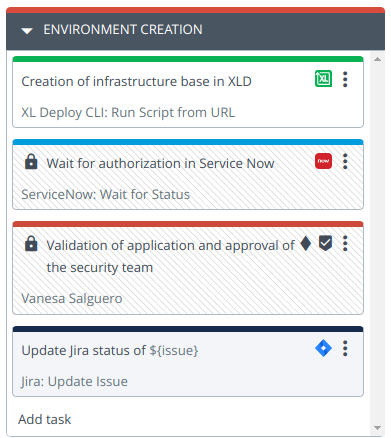 ENVIRONMENT CREATION
Creation of infrastructure base in XLD
XL
XL Deploy CLI: Run Script from URL
Wait for authorization in Service Now
now
ServiceNow: Wait for Status
Validation of application and approval of
the security team
Vanesa Salguero
Update Jira status of ${issue}
Jira: Update Issue
Add task